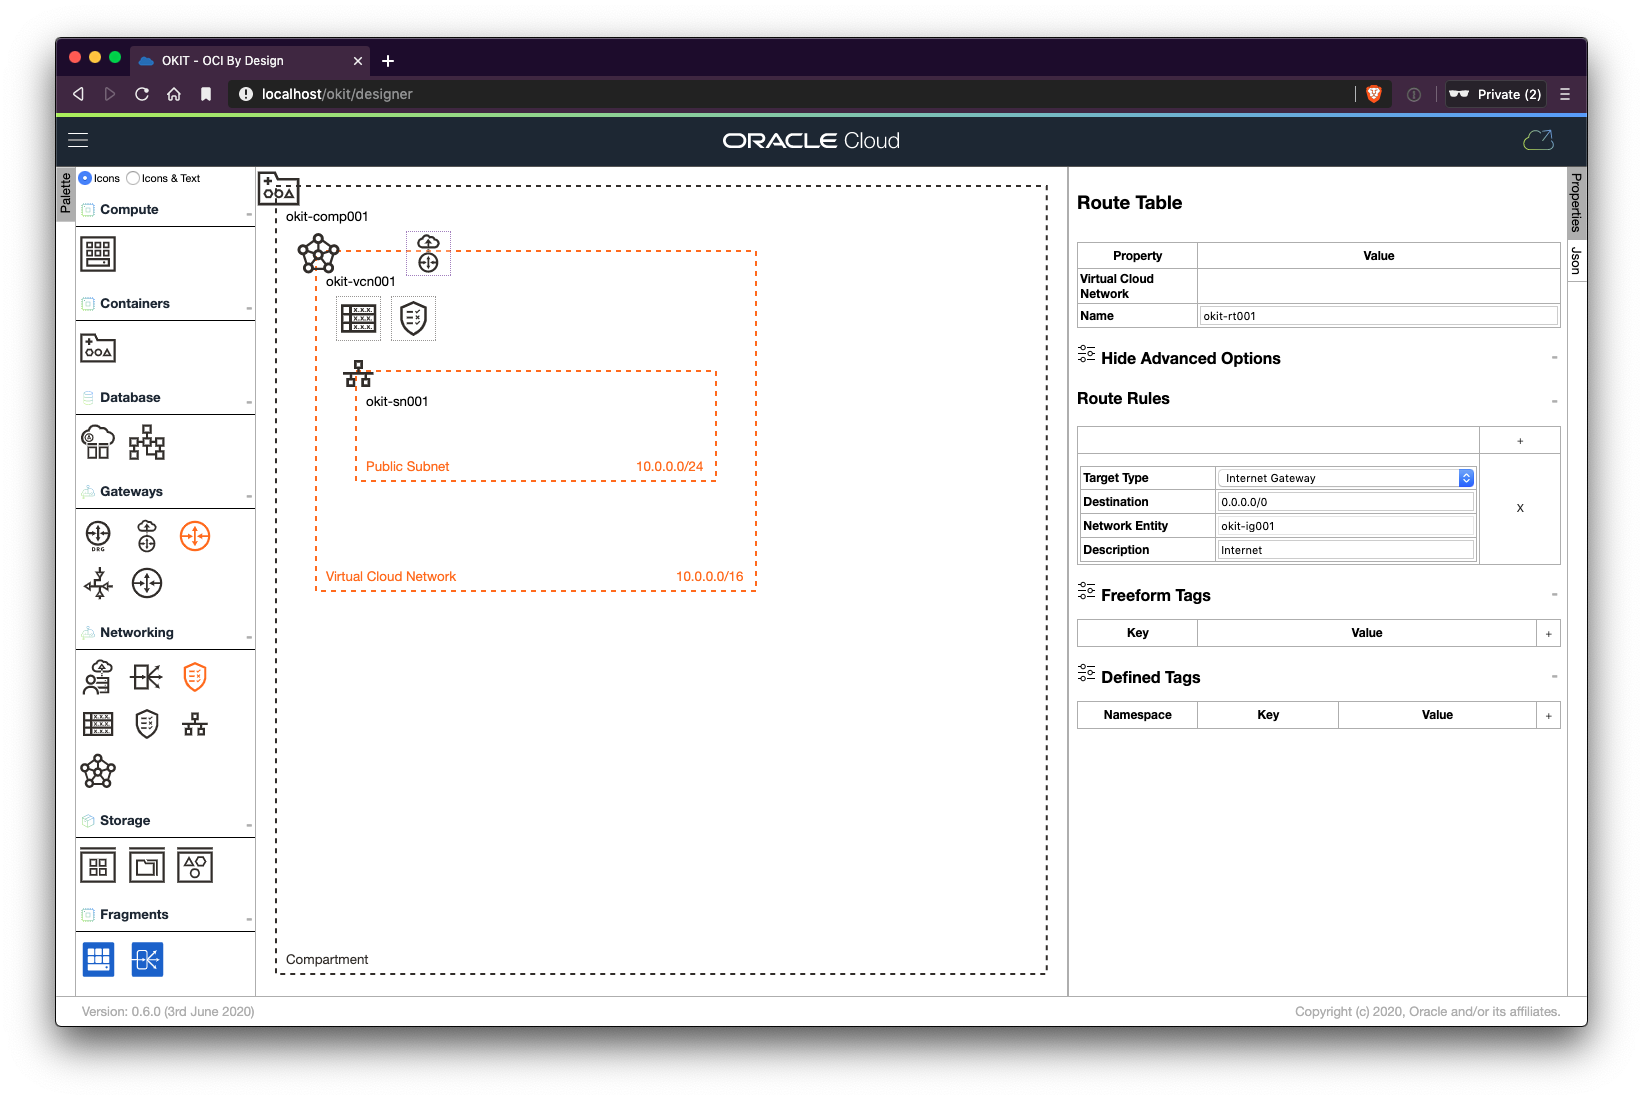 OKIT - OCI By Design
localhost/okit/designer
Private (2)
ORACLE Cloud
Palette
Icons Icons & Text
Compute
Containers
Database
Gateways
DRG
Networking
Storage
Fragments
okit-comp001
okit-vcn001
X.X.X.
X.X.X.
X.X.X.
okit-sn001
Public Subnet 10.0.0.0/24
Virtual Cloud Network 10.0.0.0/16
Compartment
Route Table
Property Value
Virtual Cloud Network
Name okit-rt001
Hide Advanced Options
Route Rules
+
Target Type Internet Gateway
Destination 0.0.0.0/0
X
Network Entity okit-ig001
Description Internet
Freeform Tags
Key Value +
Defined Tags
Namespace Key Value +
Properties
Json
Version: 0.6.0 (3rd June 2020)
Copyright (c) 2020, Oracle and/or its affiliates.